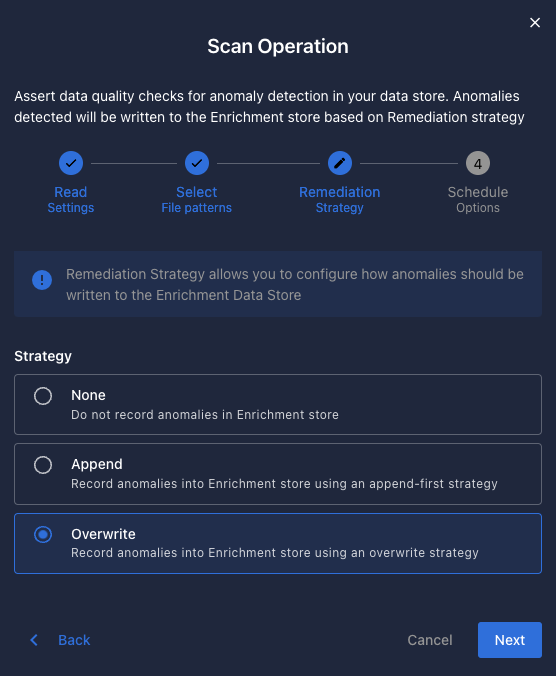 Scan Operation
Assert data quality checks for anomaly detection in your data store. Anomalies
detected will be written to the Enrichment store based on Remediation strategy
4
Read
Select
Remediation
Schedule
Settings
File patterns
Strategy
Options
Remediation Strategy allows you to configure how anomalies should be
written to the Enrichment Data Store
Strategy
None
Do not record anomalies in Enrichment store
Append
Record anomalies into Enrichment store using an append-first strategy
Overwrite
Record anomalies into Enrichment store using an overwrite strategy
Back
Cancel
Next